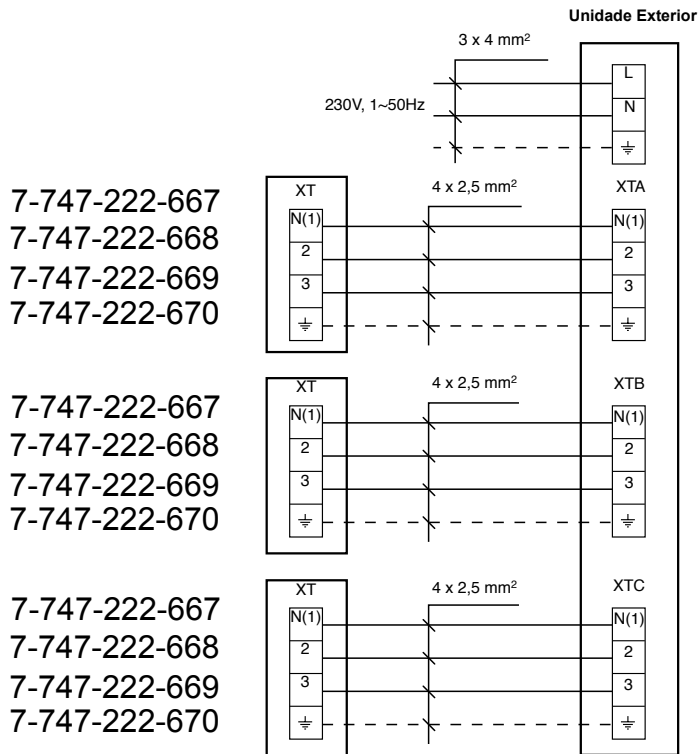 Unidade Exterior
3 x 4 mm²
L
230V, 1~50Hz
N
7-747-222-667
7-747-222-668
7-747-222-669
7-747-222-670
XT
4 x 2,5 mm²
XTA
N(1)
N(1)
2
2
3
3
7-747-222-667
7-747-222-668
7-747-222-669
7-747-222-670
XT
4 x 2,5 mm²
XTB
N(1)
N(1)
2
2
3
3
7-747-222-667
7-747-222-668
7-747-222-669
7-747-222-670
XT
4 x 2,5 mm²
XTC
N(1)
N(1)
2
2
3
3